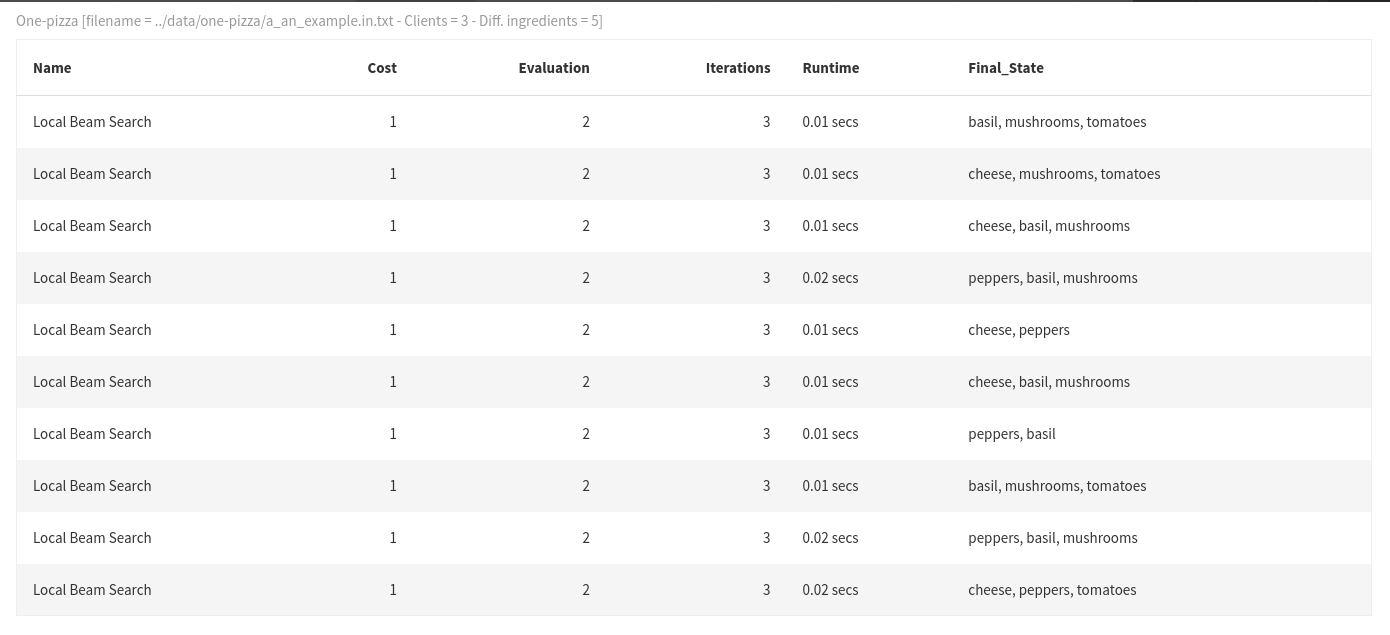 One-pizza [filename = ../data/one-pizza/a_an_example.in.txt - Clients = 3 - Diff. ingredients = 5]
Name Cost Evaluation Iterations Runtime Final_State
Local Beam Search 1 2 3 0.01 secs basil, mushrooms, tomatoes
Local Beam Search 1 2 3 0.01 secs cheese, mushrooms, tomatoes
Local Beam Search 1 2 3 0.01 secs cheese, basil, mushrooms
Local Beam Search 1 2 3 0.02 secs peppers, basil, mushrooms
Local Beam Search 1 2 3 0.01 secs cheese, peppers
Local Beam Search 1 2 3 0.01 secs cheese, basil, mushrooms
Local Beam Search 1 2 3 0.01 secs peppers, basil
Local Beam Search 1 2 3 0.01 secs basil, mushrooms, tomatoes
Local Beam Search 1 2 3 0.02 secs peppers, basil, mushrooms
Local Beam Search 1 2 3 0.02 secs cheese, peppers, tomatoes